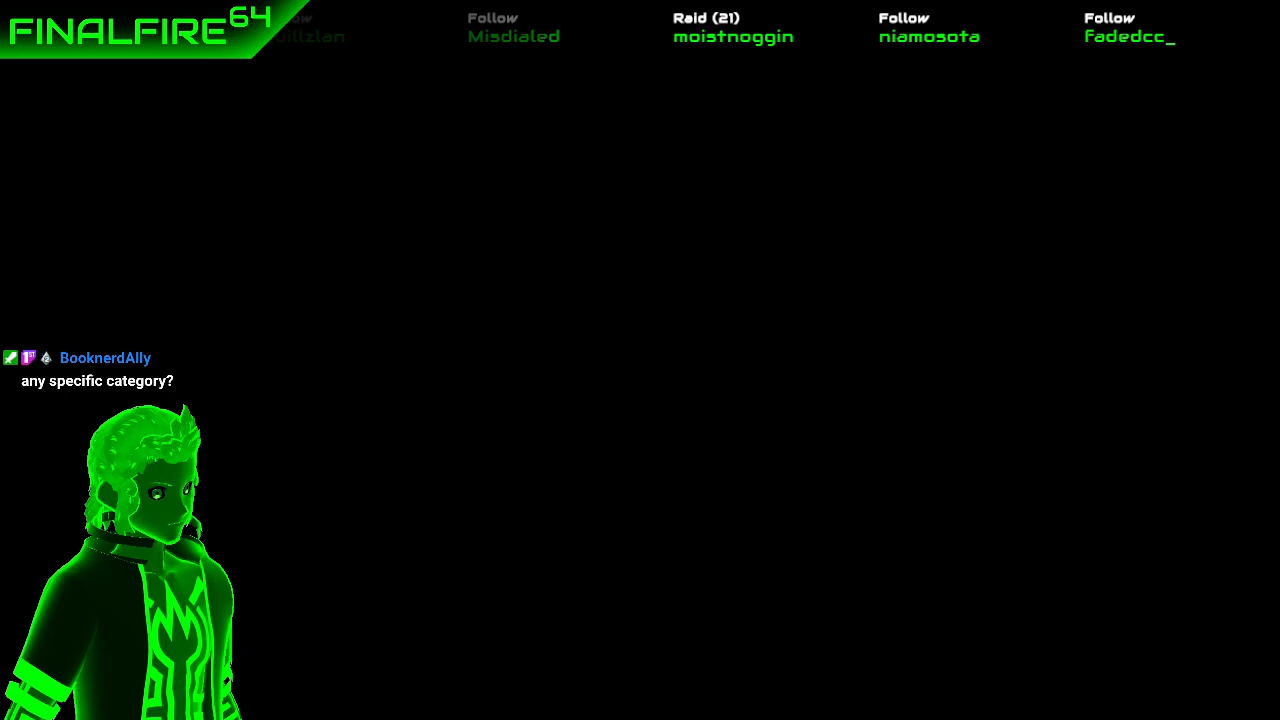 FINALFIRE64
Follow
Misdialed
Raid (21)
moistnoggin
Follow
niamosota
Follow
Fadedcc_
BooknerdAlly
any specific category?